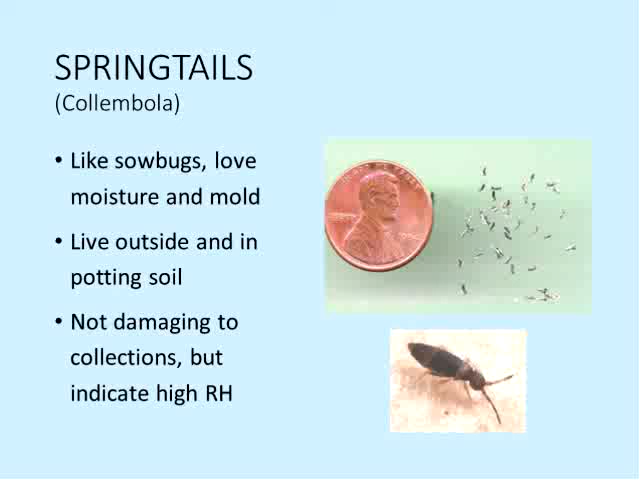 SPRINGTAILS
(Collembola)
• Like sowbugs, love
moisture and mold
• Live outside and in
potting soil
• Not damaging to
collections, but
indicate high RH